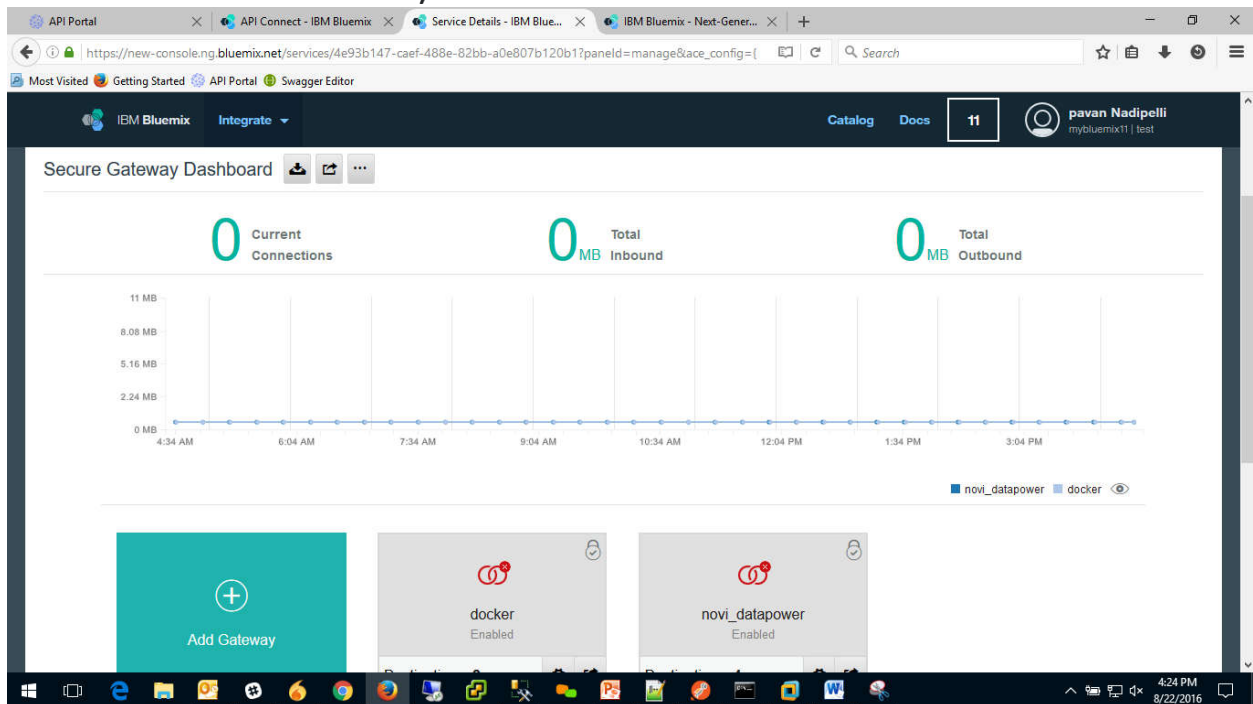 API Portal
API Connect - IBM Bluemix
Service Details - IBM Blue...
IBM Bluemix - Next-Gener...
https://new-console.ng.bluemix.net/services/4e93b147-caef-488e-82bb-a0e807b120b1?paneId=manage&ace_config={
Search
Most Visited Getting Started API Portal Swagger Editor
IBM Bluemix Integrate Catalog Docs 11 pavan Nadipelli
mybluemix11 | test
Secure Gateway Dashboard
0 Current Connections
0 MB Total Inbound
0 MB Total Outbound
11 MB
8.08 MB
5.16 MB
2.24 MB
0 MB
4:34 AM 6:04 AM 7:34 AM 9:04 AM 10:34 AM 12:04 PM 1:34 PM 3:04 PM
novi_datapower docker
Add Gateway
docker
Enabled
novi_datapower
Enabled
4:24 PM
8/22/2016